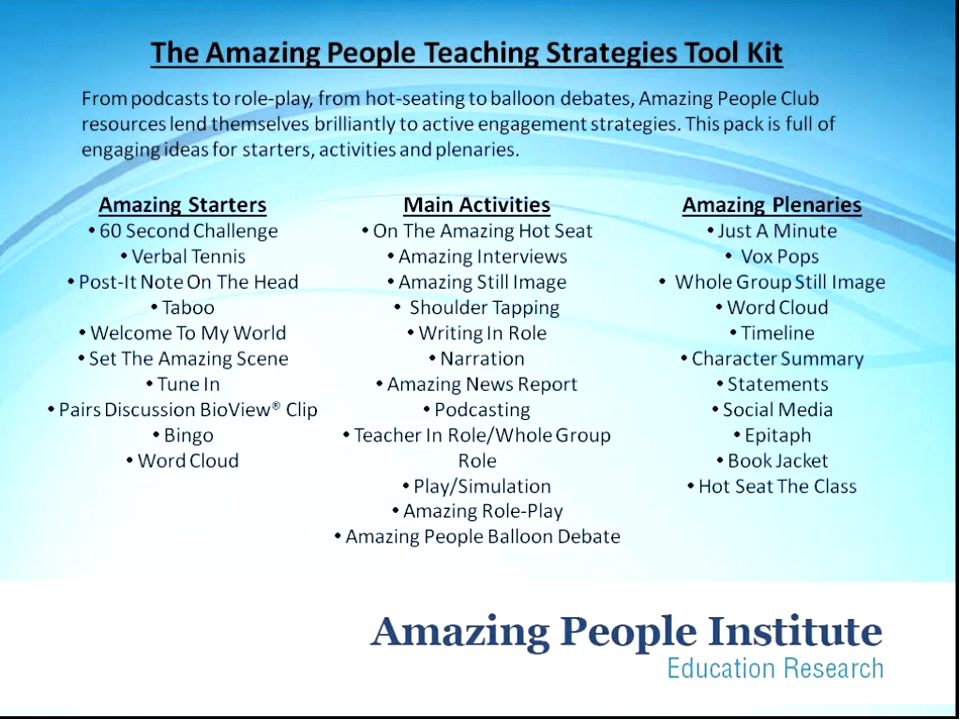 The Amazing People Teaching Strategies Tool Kit
From podcasts to role-play, from hot-seating to balloon debates, Amazing People Club
resources lend themselves brilliantly to active engagement strategies. This pack is full of
engaging ideas for starters, activities and plenaries.
Amazing Starters
• 60 Second Challenge
• Verbal Tennis
• Post-It Note On The Head
• Taboo
• Welcome To My World
• Set The Amazing Scene
• Tune In
• Pairs Discussion BioView® Clip
• Bingo
• Word Cloud
Main Activities
• On The Amazing Hot Seat
• Amazing Interviews
• Amazing Still Image
• Shoulder Tapping
• Writing In Role
• Narration
• Amazing News Report
• Podcasting
• Teacher In Role/Whole Group
Role
• Play/Simulation
• Amazing Role-Play
• Amazing People Balloon Debate
Amazing Plenaries
• Just A Minute
• Vox Pops
• Whole Group Still Image
• Word Cloud
• Timeline
• Character Summary
• Statements
• Social Media
• Epitaph
• Book Jacket
• Hot Seat The Class
Amazing People Institute
Education Research